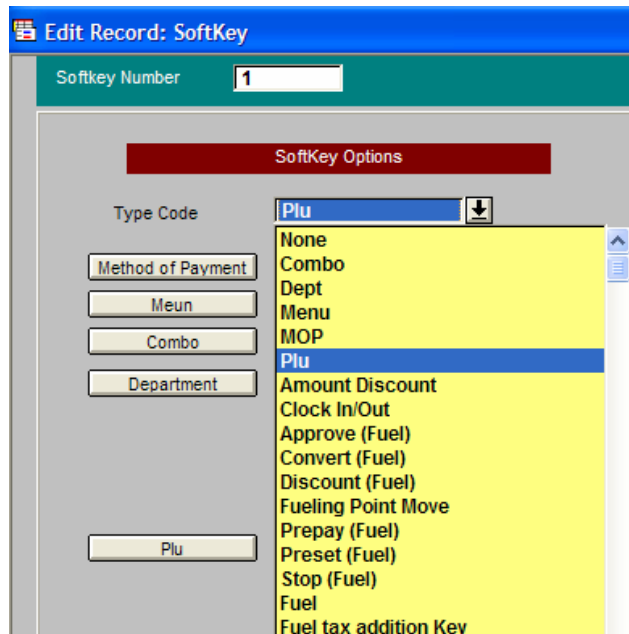 Edit Record: SoftKey
Softkey Number 1
SoftKey Options
Type Code Plu
None
Method of Payment Combo
Dept
Meun Menu
Combo MOP
Plu
Department Amount Discount
Clock In/Out
Approve (Fuel)
Convert (Fuel)
Discount (Fuel)
Fueling Point Move
Prepay (Fuel)
Plu Preset (Fuel)
Stop (Fuel)
Fuel
Fuel tax addition Key